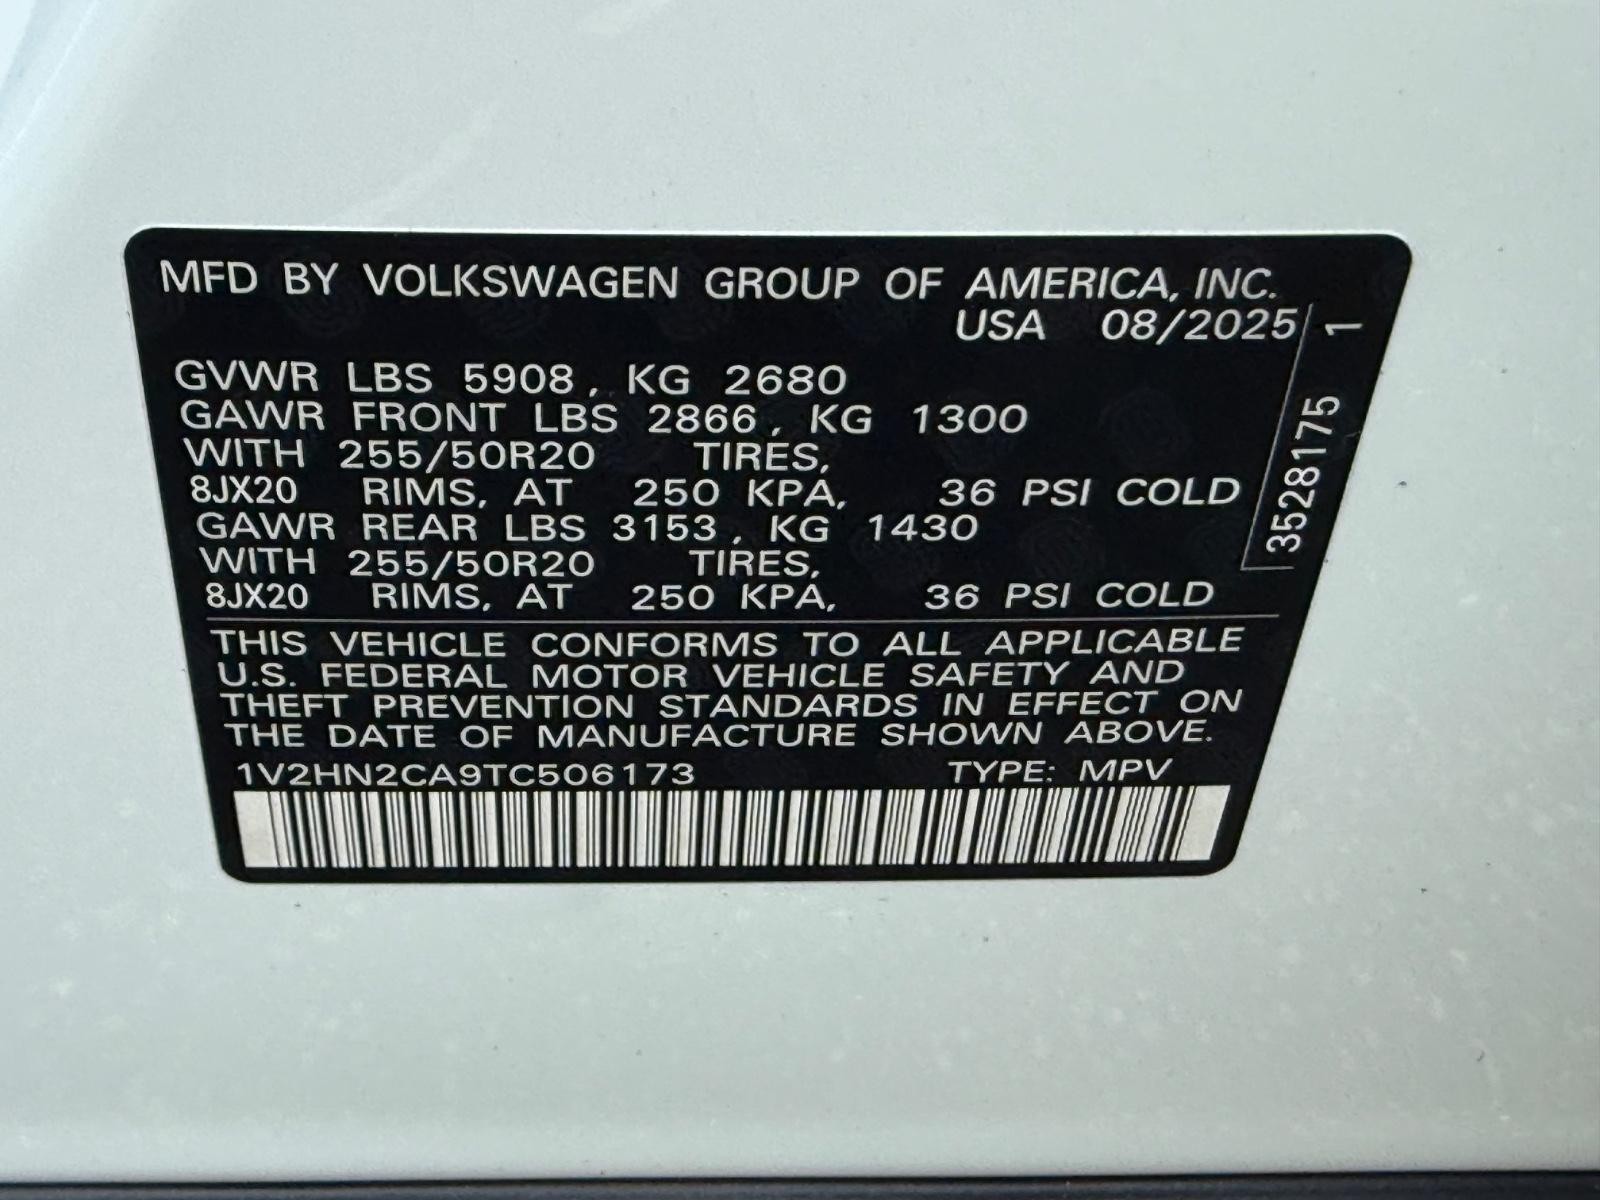 MFD BY VOLKSWAGEN GROUP OF AMERICA, INC.
USA 08/2025
GVWR LBS 5908, KG 2680
GAWR FRONT LBS 2866, KG 1300
WITH 255/50R20 TIRES,
8JX20 RIMS, AT 250 KPA, 36 PSI COLD
GAWR REAR LBS 3153, KG 1430
WITH 255/50R20 TIRES,
8JX20 RIMS, AT 250 KPA, 36 PSI COLD
THIS VEHICLE CONFORMS TO ALL APPLICABLE
U.S. FEDERAL MOTOR VEHICLE SAFETY AND
THEFT PREVENTION STANDARDS IN EFFECT ON
THE DATE OF MANUFACTURE SHOWN ABOVE.
1V2HN2CA9TC506173 TYPE: MPV
3528175 1